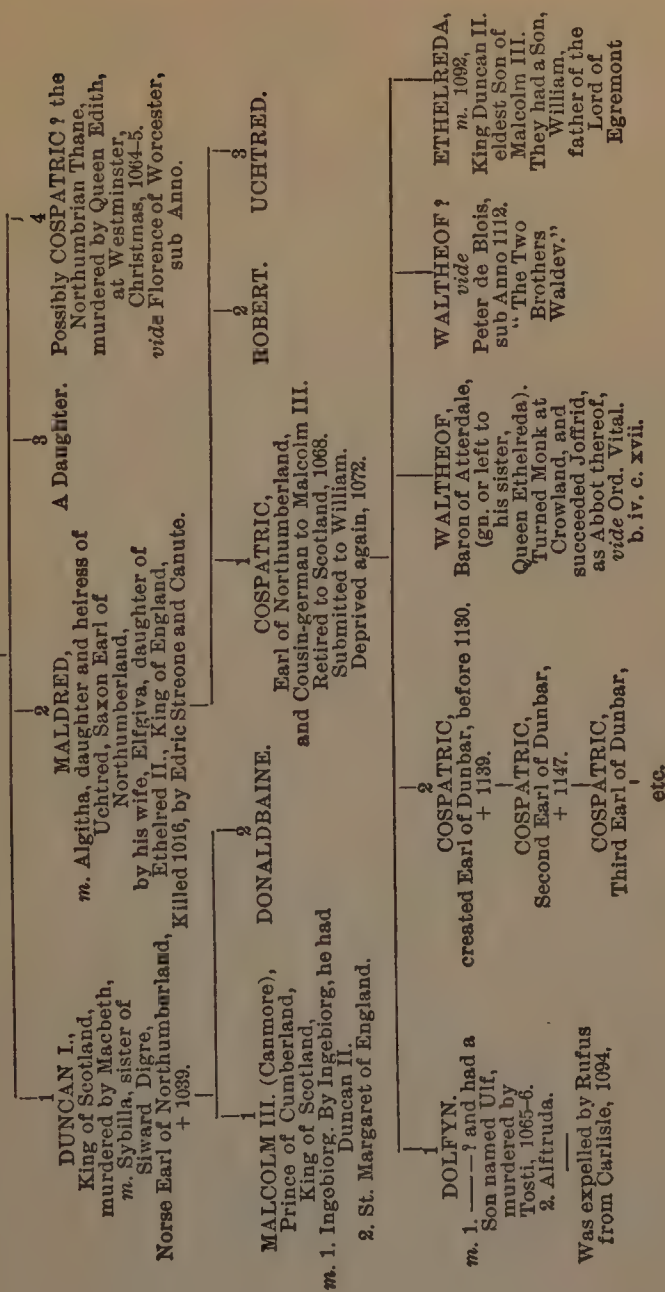 1
DUNCAN I.,
King of Scotland,
murdered by Macbeth,
m. Sybilla, sister of
Siward Digre,
Norse Earl of Northumberland,
+ 1039.
2
MALDRED,
m. Algitha, daughter and heiress of
Uchtred, Saxon Earl of
Northumberland,
by his wife, Elfgiva, daughter of
Ethelred II., King of England,
Killed 1016, by Edric Streone and Canute.
3
A Daughter.
4
Possibly COSPATRIC? the
Northumbrian Thane,
murdered by Queen Edith,
at Westminster,
Christmas, 1064-5.
vide Florence of Worcester,
sub Anno.
1
MALCOLM III. (Canmore),
Prince of Cumberland,
King of Scotland,
m. 1. Ingebiorg. By Ingebiorg, he had
Duncan II.
2. St. Margaret of England.
2
DONALDBAINE.
1
COSPATRIC,
Earl of Northumberland,
and Cousin-german to Malcolm III.
Retired to Scotland, 1068.
Submitted to William.
Deprived again, 1072.
2
ROBERT.
3
UCHTRED.
1
DOLFYN.
m. 1. ——? and had a
Son named Ulf,
murdered by
Tosti, 1065-6.
2. Alftruda.
Was expelled by Rufus
from Carlisle, 1094,
2
COSPATRIC,
created Earl of Dunbar, before 1130.
+ 1139.
COSPATRIC,
Second Earl of Dunbar,
+ 1147.
COSPATRIC,
Third Earl of Dunbar,
etc.
WALTHEOF,
Baron of Atterdale,
(gn. or left to
his sister,
Queen Ethelreda).
Turned Monk at
Crowland, and
succeeded Joffrid,
as Abbot thereof,
vide Ord. Vital.
b. iv. c. xvii.
WALTHEOF?
vide
Peter de Blois,
sub Anno 1112.
"The Two
Brothers
Waldev."
ETHELREDA,
m. 1092,
King Duncan II.
eldest Son of
Malcolm III.
They had a Son,
William,
father of the
Lord of
Egremont